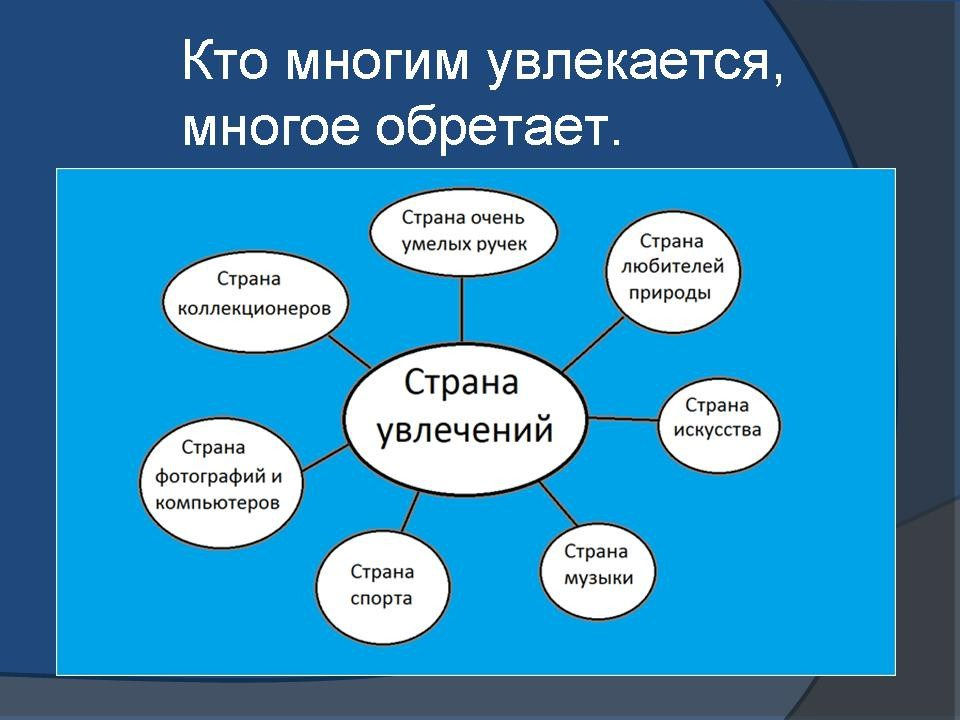 Кто многим увлекается,
многое обретает.
Страна очень
умелых ручек
Страна
любителей
природы
Страна
коллекционеров
Страна
увлечений
Страна
искусства
Страна
фотографий и
компьютеров
Страна
спорта
Страна
музыки